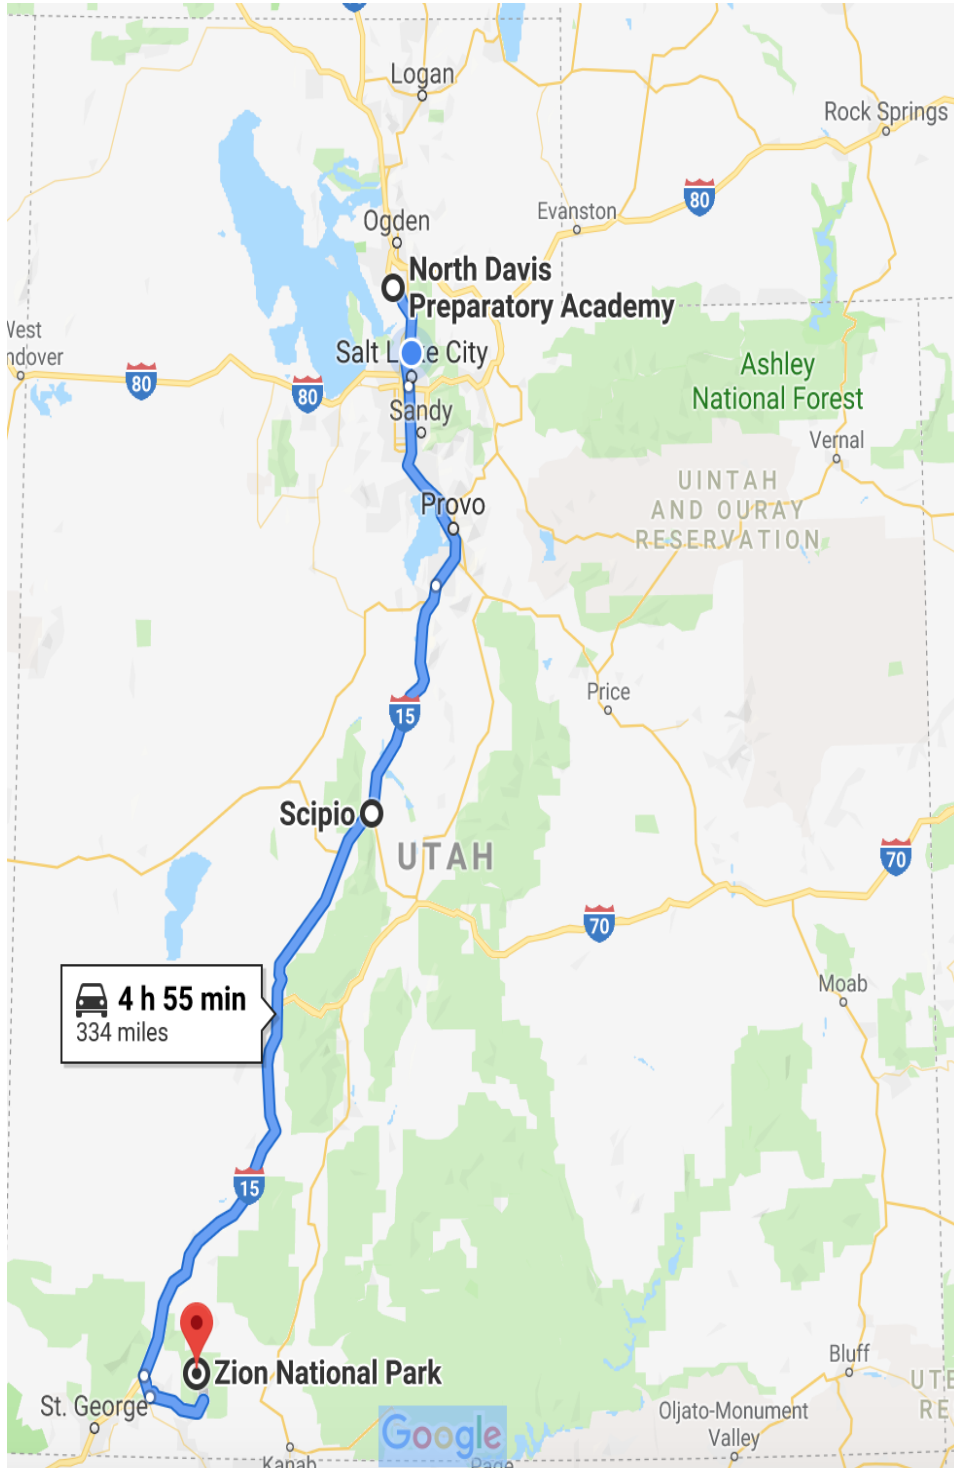 Logan
Rock Springs
80
Evanston
Ogden
North Davis
Preparatory Academy
West
ndover
Salt Lake City
80
80
Ashley
National Forest
Sandy
Vernal
UINTAH
AND OURAY
RESERVATION
Provo
Price
15
Scipio
UTAH
70
70
4 h 55 min
334 miles
Moab
15
Zion National Park
Bluff
UTE
RE
St. George
Oljato-Monument
Valley
Google
Kanab
Page